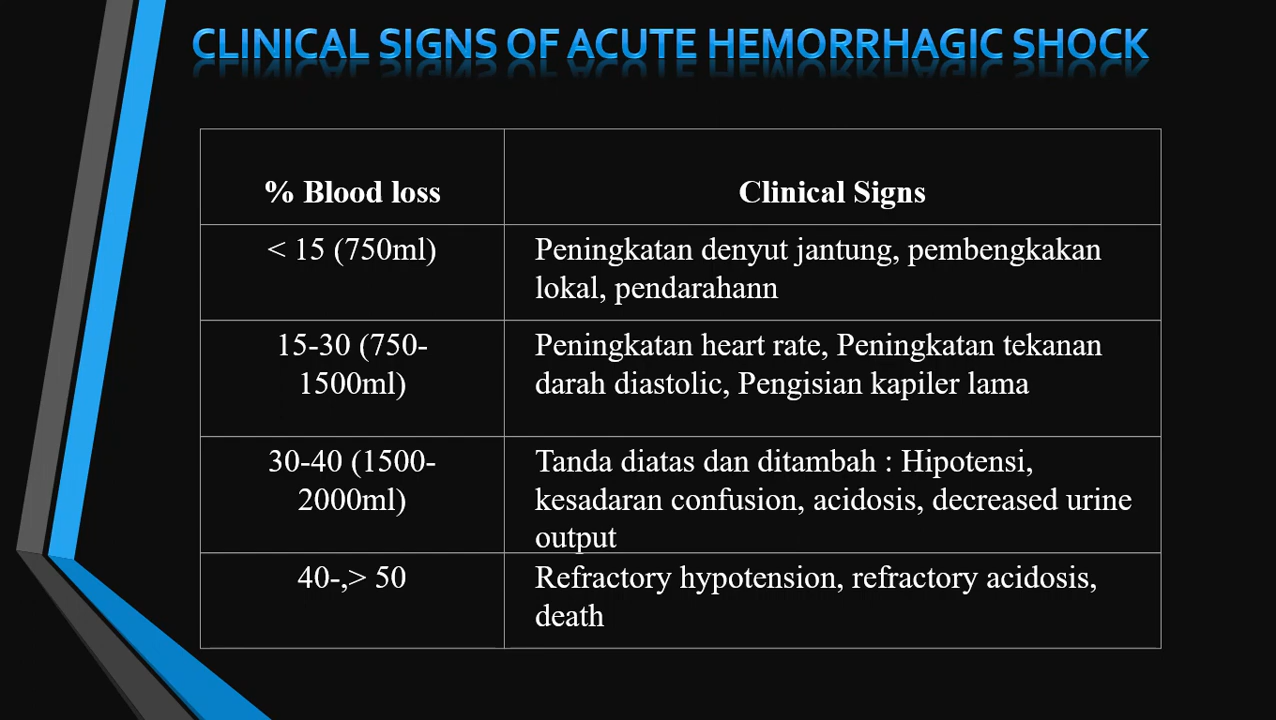 CLINICAL SIGNS OF ACUTE HEMORRHAGIC SHOCK
% Blood loss
Clinical Signs
< 15 (750ml)
Peningkatan denyut jantung, pembengkakan
lokal, pendarahann
15-30 (750-
1500ml)
Peningkatan heart rate, Peningkatan tekanan
darah diastolic, Pengisian kapiler lama
30-40 (1500-
2000ml)
Tanda diatas dan ditambah : Hipotensi,
kesadaran confusion, acidosis, decreased urine
output
40-,> 50
Refractory hypotension, refractory acidosis,
death